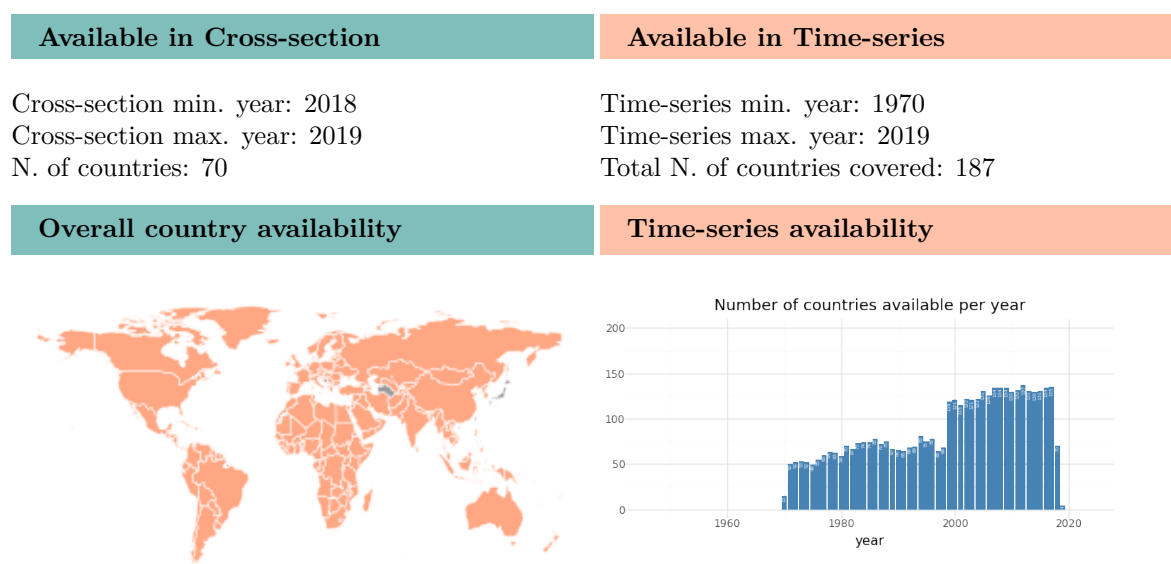 Available in Cross-section
Available in Time-series
Cross-section min. year: 2018
Cross-section max. year: 2019
N. of countries: 70
Time-series min. year: 1970
Time-series max. year: 2019
Total N. of countries covered: 187
Overall country availability
Time-series availability
Number of countries available per year
200
150
100
50
0
1960
1980
2000
2020
year